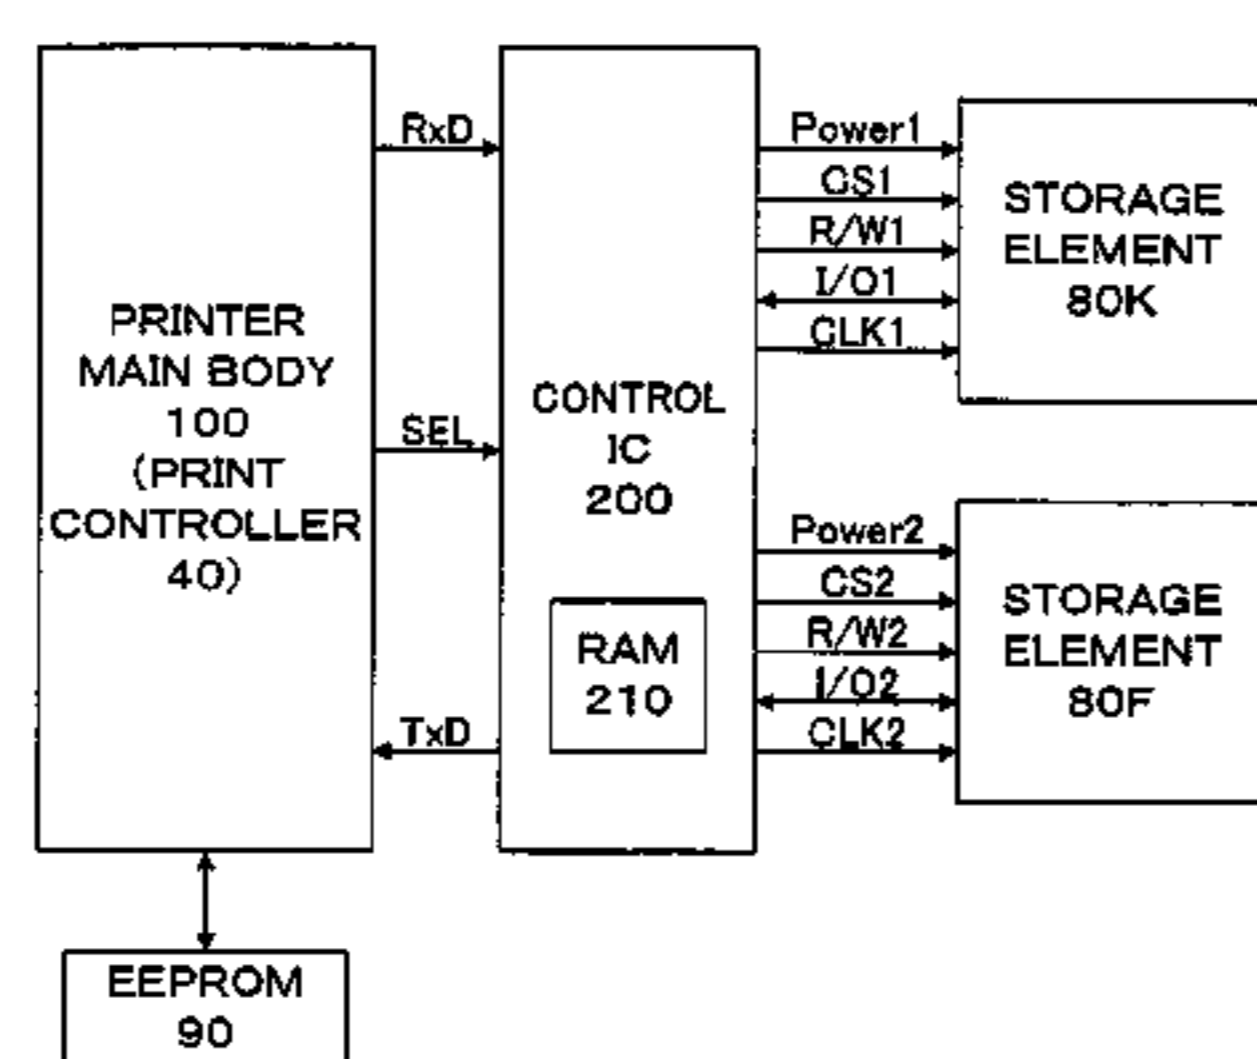 PRINTER
MAIN BODY
100
(PRINT
CONTROLLER
40)
RxD
SEL
TxD
CONTROL
IC
200
RAM
210
Power1
CS1
R/W1
I/O1
CLK1
STORAGE
ELEMENT
80K
Power2
CS2
R/W2
I/O2
CLK2
STORAGE
ELEMENT
80F
EEPROM
90